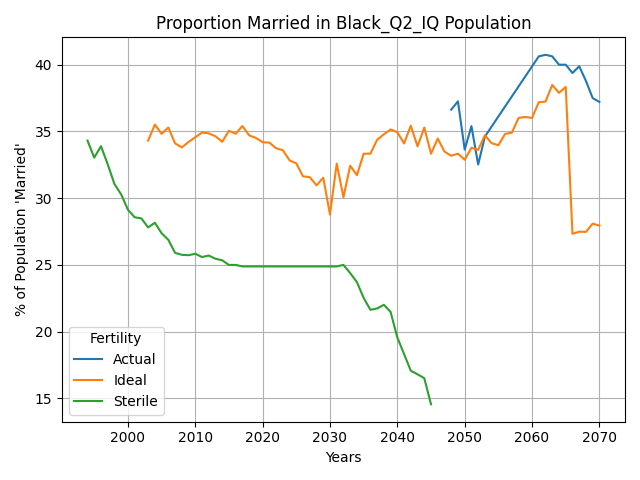 Proportion Married in Black_Q2_IQ Population
% of Population 'Married'
40
35
30
25
20
15
Fertility
Actual
Ideal
Sterile
2000 2010 2020 2030 2040 2050 2060 2070
Years